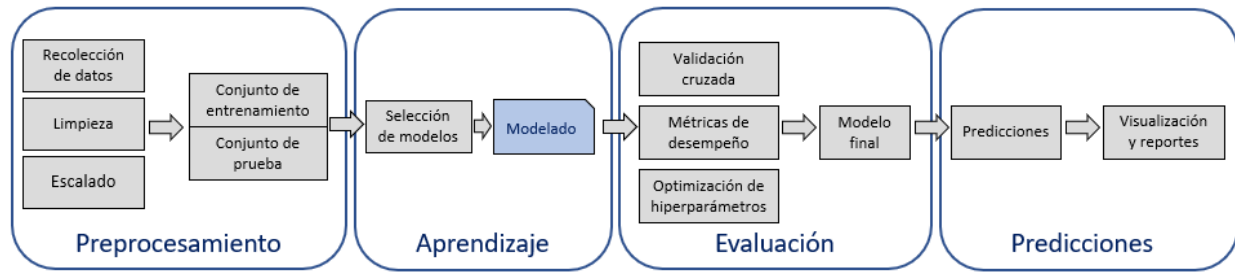 Recolección
de datos
Limpieza
Escalado
Conjunto de
entrenamiento
Conjunto de
prueba
Preprocesamiento
Selección
de modelos
Modelado
Aprendizaje
Validación
cruzada
Métricas de
desempeño
Optimización de
hiperparámetros
Modelo
final
Evaluación
Predicciones
Visualización
y reportes
Predicciones